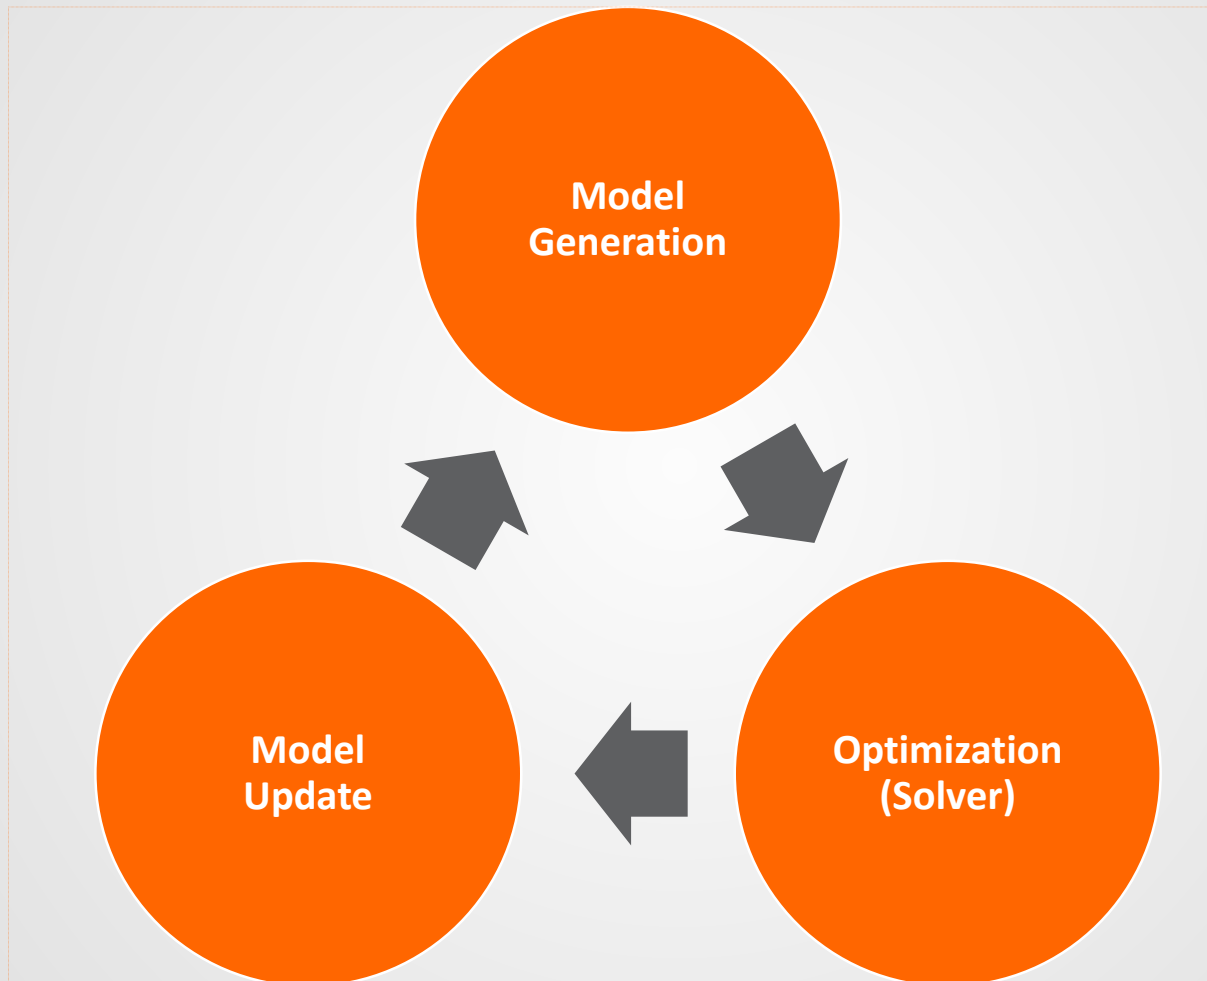 Model
Generation
Model
Update
Optimization
(Solver)